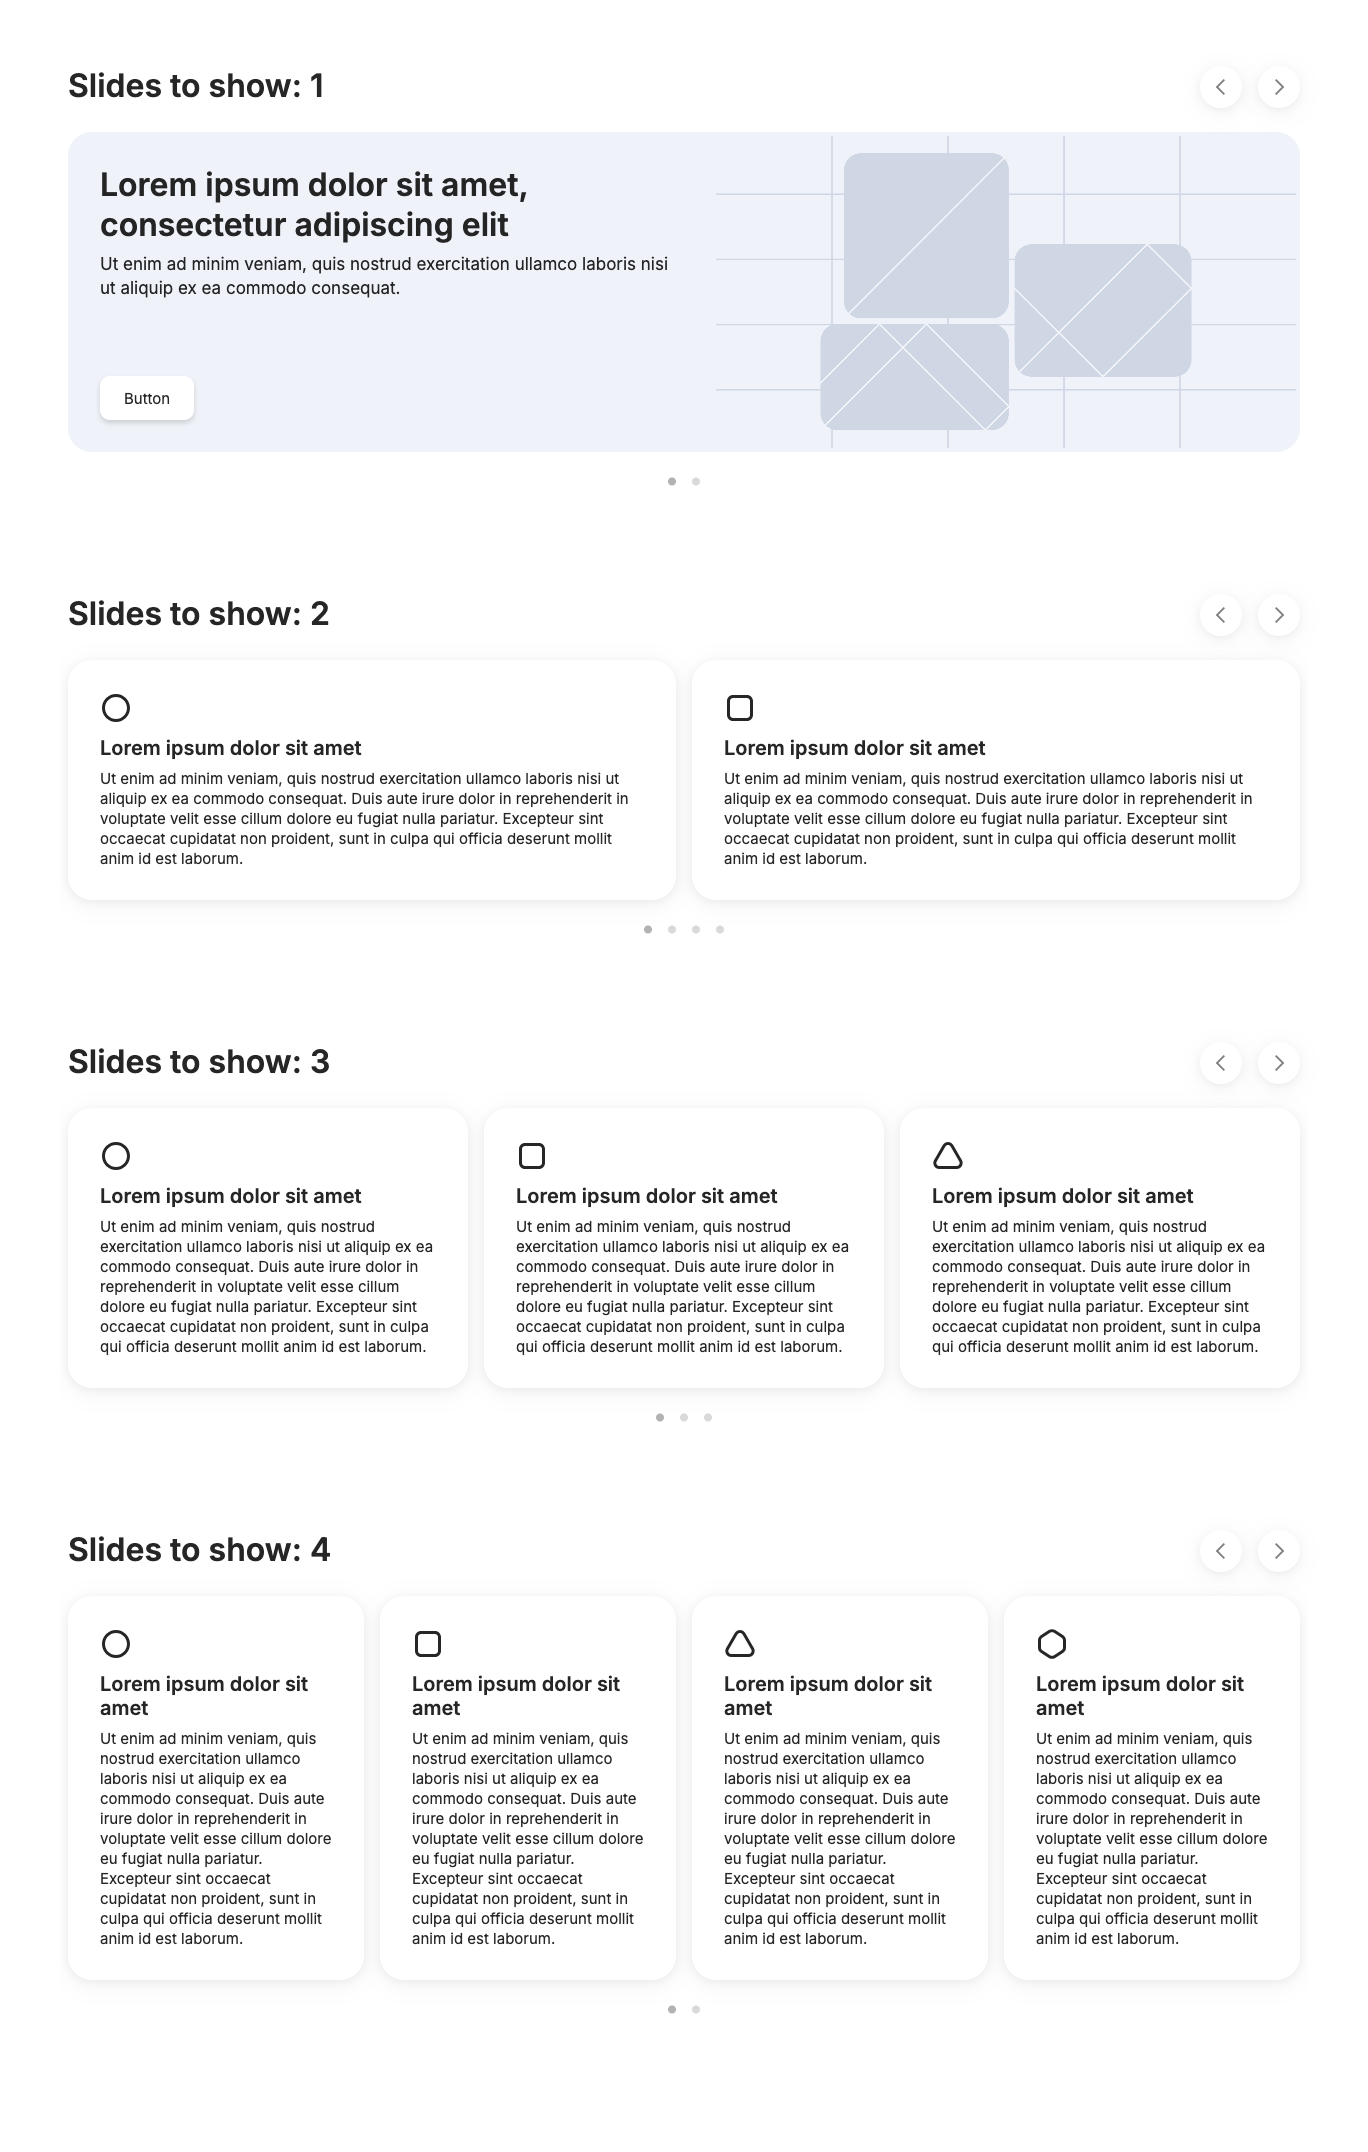 Slides to show: 1
Lorem ipsum dolor sit amet,
consectetur adipiscing elit
Ut enim ad minim veniam, quis nostrud exercitation ullamco laboris nisi
ut aliquip ex ea commodo consequat.
Button
Slides to show: 2
Lorem ipsum dolor sit amet
Ut enim ad minim veniam, quis nostrud exercitation ullamco laboris nisi ut
aliquip ex ea commodo consequat. Duis aute irure dolor in reprehenderit in
voluptate velit esse cillum dolore eu fugiat nulla pariatur. Excepteur sint
occaecat cupidatat non proident, sunt in culpa qui officia deserunt mollit
anim id est laborum.
Lorem ipsum dolor sit amet
Ut enim ad minim veniam, quis nostrud exercitation ullamco laboris nisi ut
aliquip ex ea commodo consequat. Duis aute irure dolor in reprehenderit in
voluptate velit esse cillum dolore eu fugiat nulla pariatur. Excepteur sint
occaecat cupidatat non proident, sunt in culpa qui officia deserunt mollit
anim id est laborum.
Slides to show: 3
Lorem ipsum dolor sit amet
Ut enim ad minim veniam, quis nostrud
exercitation ullamco laboris nisi ut aliquip ex ea
commodo consequat. Duis aute irure dolor in
reprehenderit in voluptate velit esse cillum
dolore eu fugiat nulla pariatur. Excepteur sint
occaecat cupidatat non proident, sunt in culpa
qui officia deserunt mollit anim id est laborum.
Lorem ipsum dolor sit amet
Ut enim ad minim veniam, quis nostrud
exercitation ullamco laboris nisi ut aliquip ex ea
commodo consequat. Duis aute irure dolor in
reprehenderit in voluptate velit esse cillum
dolore eu fugiat nulla pariatur. Excepteur sint
occaecat cupidatat non proident, sunt in culpa
qui officia deserunt mollit anim id est laborum.
Lorem ipsum dolor sit amet
Ut enim ad minim veniam, quis nostrud
exercitation ullamco laboris nisi ut aliquip ex ea
commodo consequat. Duis aute irure dolor in
reprehenderit in voluptate velit esse cillum
dolore eu fugiat nulla pariatur. Excepteur sint
occaecat cupidatat non proident, sunt in culpa
qui officia deserunt mollit anim id est laborum.
Slides to show: 4
Lorem ipsum dolor sit
amet
Ut enim ad minim veniam, quis
nostrud exercitation ullamco
laboris nisi ut aliquip ex ea
commodo consequat. Duis aute
irure dolor in reprehenderit in
voluptate velit esse cillum dolore
eu fugiat nulla pariatur.
Excepteur sint occaecat
cupidatat non proident, sunt in
culpa qui officia deserunt mollit
anim id est laborum.
Lorem ipsum dolor sit
amet
Ut enim ad minim veniam, quis
nostrud exercitation ullamco
laboris nisi ut aliquip ex ea
commodo consequat. Duis aute
irure dolor in reprehenderit in
voluptate velit esse cillum dolore
eu fugiat nulla pariatur.
Excepteur sint occaecat
cupidatat non proident, sunt in
culpa qui officia deserunt mollit
anim id est laborum.
Lorem ipsum dolor sit
amet
Ut enim ad minim veniam, quis
nostrud exercitation ullamco
laboris nisi ut aliquip ex ea
commodo consequat. Duis aute
irure dolor in reprehenderit in
voluptate velit esse cillum dolore
eu fugiat nulla pariatur.
Excepteur sint occaecat
cupidatat non proident, sunt in
culpa qui officia deserunt mollit
anim id est laborum.
Lorem ipsum dolor sit
amet
Ut enim ad minim veniam, quis
nostrud exercitation ullamco
laboris nisi ut aliquip ex ea
commodo consequat. Duis aute
irure dolor in reprehenderit in
voluptate velit esse cillum dolore
eu fugiat nulla pariatur.
Excepteur sint occaecat
cupidatat non proident, sunt in
culpa qui officia deserunt mollit
anim id est laborum.